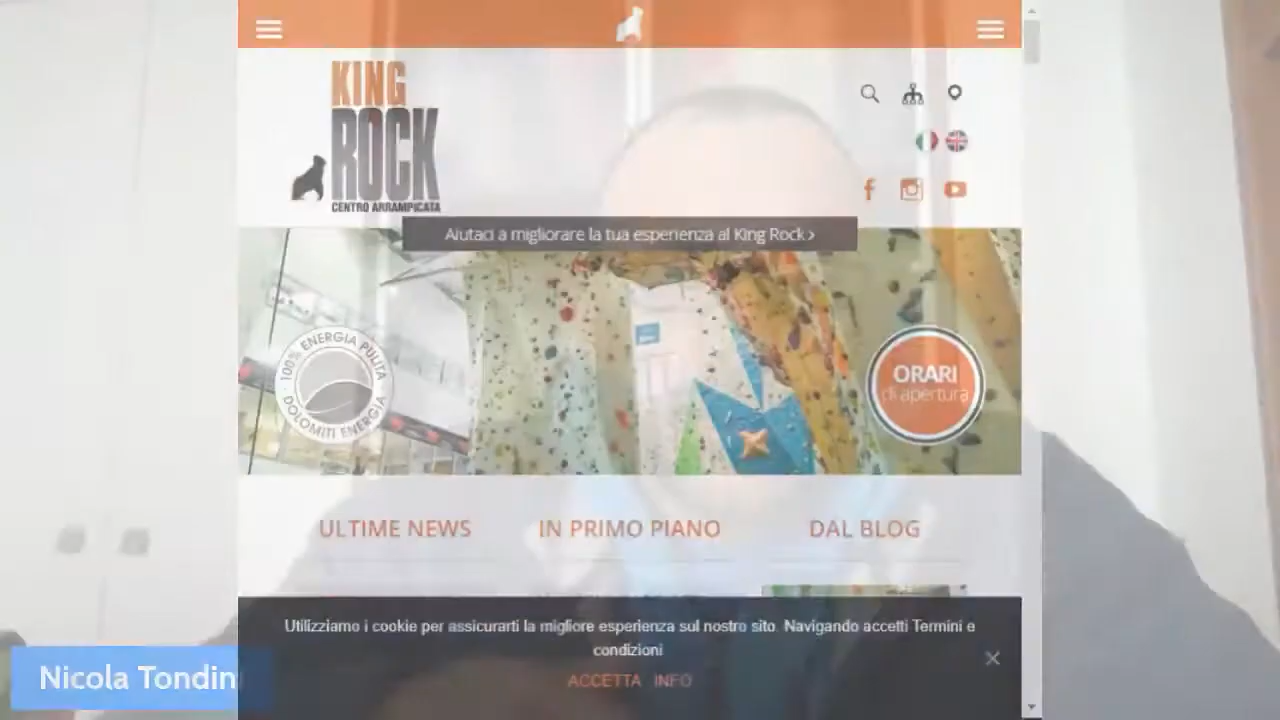 KING
ROCK
CENTRO ARRAMPICATA
Aiutaci a migliorare la tua esperienza al King Rock >
100% ENERGIA PULITA
DOLOMITI ENERGIA
ORARI
di apertura
ULTIME NEWS
IN PRIMO PIANO
DAL BLOG
Utilizziamo i cookie per assicurarti la migliore esperienza sul nostro sito. Navigando accetti Termini e
condizioni
ACCETTA INFO
Nicola Tondin